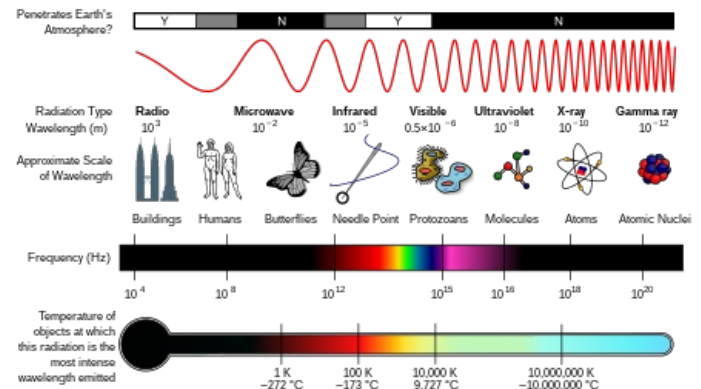 Penetrates Earth's
Atmosphere?
Y N Y N
Radiation Type
Wavelength (m)
Radio Microwave Infrared Visible Ultraviolet X-ray Gamma ray
10³ 10⁻² 10⁻⁵ 0.5×10⁻⁶ 10⁻⁸ 10⁻¹⁰ 10⁻¹²
Approximate Scale
of Wavelength
Buildings Humans Butterflies Needle Point Protozoans Molecules Atoms Atomic Nuclei
Frequency (Hz)
10⁴ 10⁸ 10¹² 10¹⁵ 10¹⁶ 10¹⁸ 10²⁰
Temperature of
objects at which
this radiation is the
most intense
wavelength emitted
1 K 100 K 10,000 K 10,000,000 K
−272 °C −173 °C 9,727 °C ~10,000,000 °C